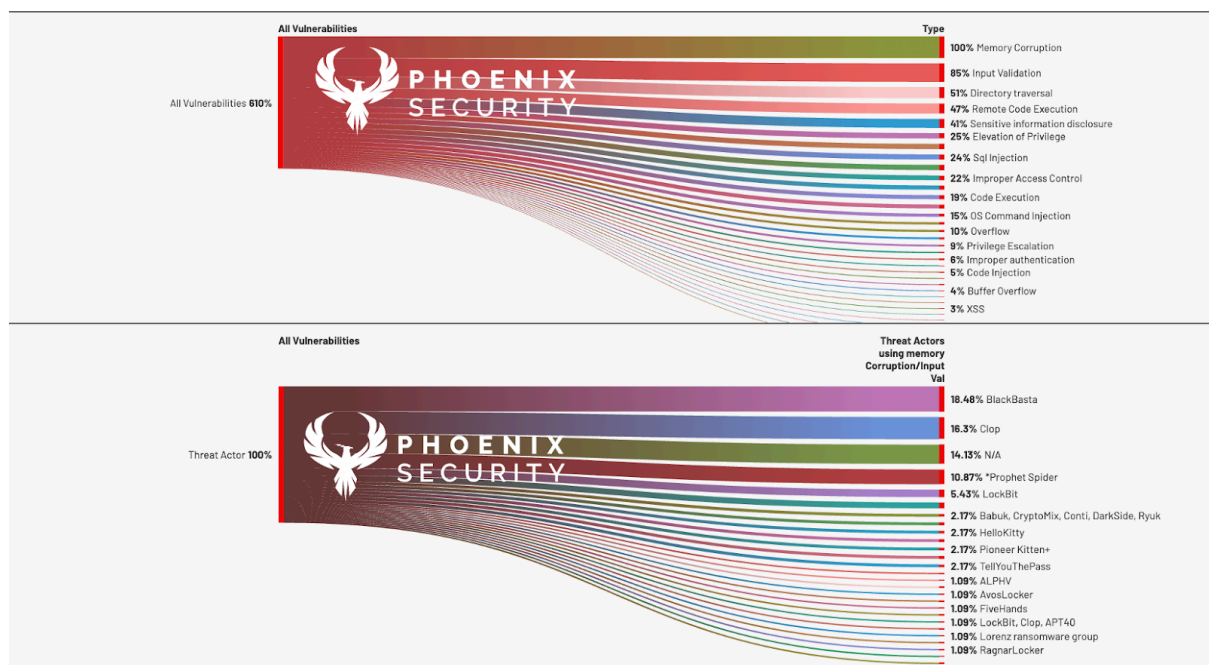 All Vulnerabilities
Type
PHOENIX
SECURITY
All Vulnerabilities 610%
100% Memory Corruption
85% Input Validation
51% Directory traversal
47% Remote Code Execution
41% Sensitive information disclosure
25% Elevation of Privilege
24% Sql Injection
22% Improper Access Control
19% Code Execution
15% OS Command Injection
10% Overflow
9% Privilege Escalation
6% Improper authentication
5% Code Injection
4% Buffer Overflow
3% XSS
All Vulnerabilities
Threat Actors
using memory
Corruption/Input
Val
PHOENIX
SECURITY
Threat Actor 100%
18.48% BlackBasta
16.3% Clop
14.13% N/A
10.87% *Prophet Spider
5.43% LockBit
2.17% Babuk, CryptoMix, Conti, DarkSide, Ryuk
2.17% HelloKitty
2.17% Pioneer Kitten+
2.17% TellYouThePass
1.09% ALPHV
1.09% AvosLocker
1.09% FiveHands
1.09% LockBit, Clop, APT40
1.09% Lorenz ransomware group
1.09% RagnarLocker